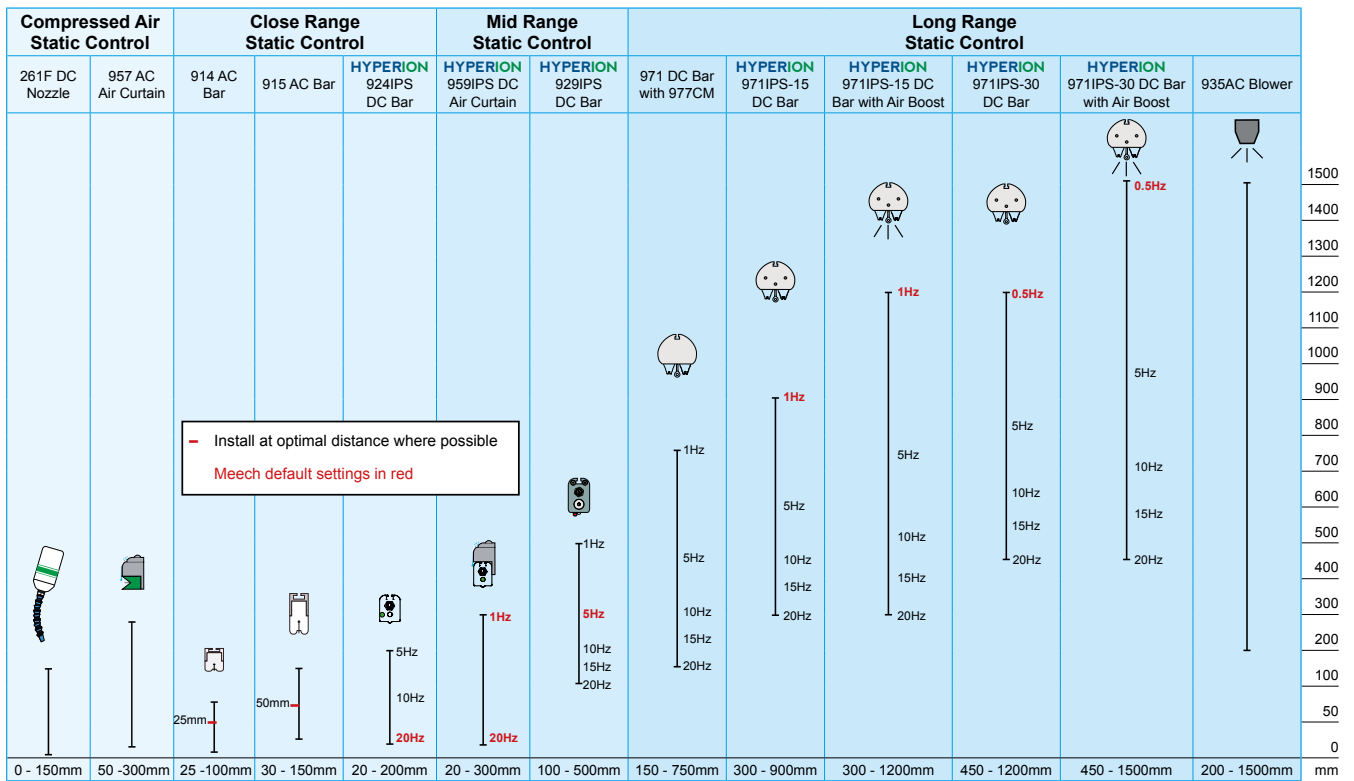 Compressed Air
Static Control
Close Range
Static Control
Mid Range
Static Control
Long Range
Static Control
261F DC
Nozzle
957 AC
Air Curtain
914 AC
Bar
915 AC Bar
HYPERION
924IPS
DC Bar
HYPERION
959IPS DC
Air Curtain
HYPERION
929IPS
DC Bar
971 DC Bar
with 977CM
HYPERION
971IPS-15
DC Bar
HYPERION
971IPS-15 DC
Bar with Air Boost
HYPERION
971IPS-30
DC Bar
HYPERION
971IPS-30 DC Bar
with Air Boost
935AC Blower
Install at optimal distance where possible
Meech default settings in red
25mm
50mm
5Hz
10Hz
20Hz
1Hz
20Hz
1Hz
5Hz
10Hz
15Hz
20Hz
1Hz
5Hz
10Hz
15Hz
20Hz
1Hz
5Hz
10Hz
15Hz
20Hz
1Hz
5Hz
10Hz
15Hz
20Hz
0.5Hz
5Hz
10Hz
15Hz
20Hz
0.5Hz
5Hz
10Hz
15Hz
20Hz
1500
1400
1300
1200
1100
1000
900
800
700
600
500
400
300
200
100
50
0
0 - 150mm
50 -300mm
25 -100mm
30 - 150mm
20 - 200mm
20 - 300mm
100 - 500mm
150 - 750mm
300 - 900mm
300 - 1200mm
450 - 1200mm
450 - 1500mm
200 - 1500mm
mm